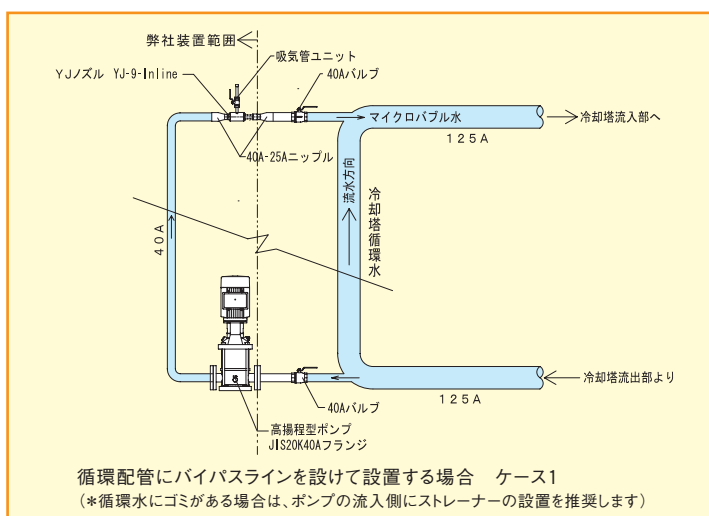 弊社装置範囲
吸気管ユニット
YJノズル YJ-9-Inline
40Aバルブ
マイクロバブル水
冷却塔流入部へ
125A
40A-25Aニップル
流水方向
冷却塔循環水
40A
冷却塔流出部より
125A
40Aバルブ
高揚程型ポンプ
JIS20K40Aフランジ
循環配管にバイパスラインを設けて設置する場合 ケース1
(*循環水にゴミがある場合は、ポンプの流入側にストレーナーの設置を推奨します)